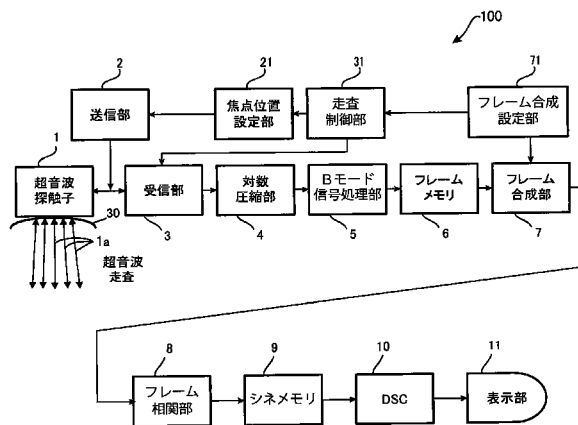 100
2
送信部
21
焦点位置
設定部
31
走査
制御部
71
フレーム合成
設定部
1
超音波
探触子
30
1a
超音波
走査
受信部
3
対数
圧縮部
4
Bモード
信号処理部
5
フレーム
メモリ
6
フレーム
合成部
7
8
フレーム
相関部
9
シネメモリ
10
DSC
11
表示部